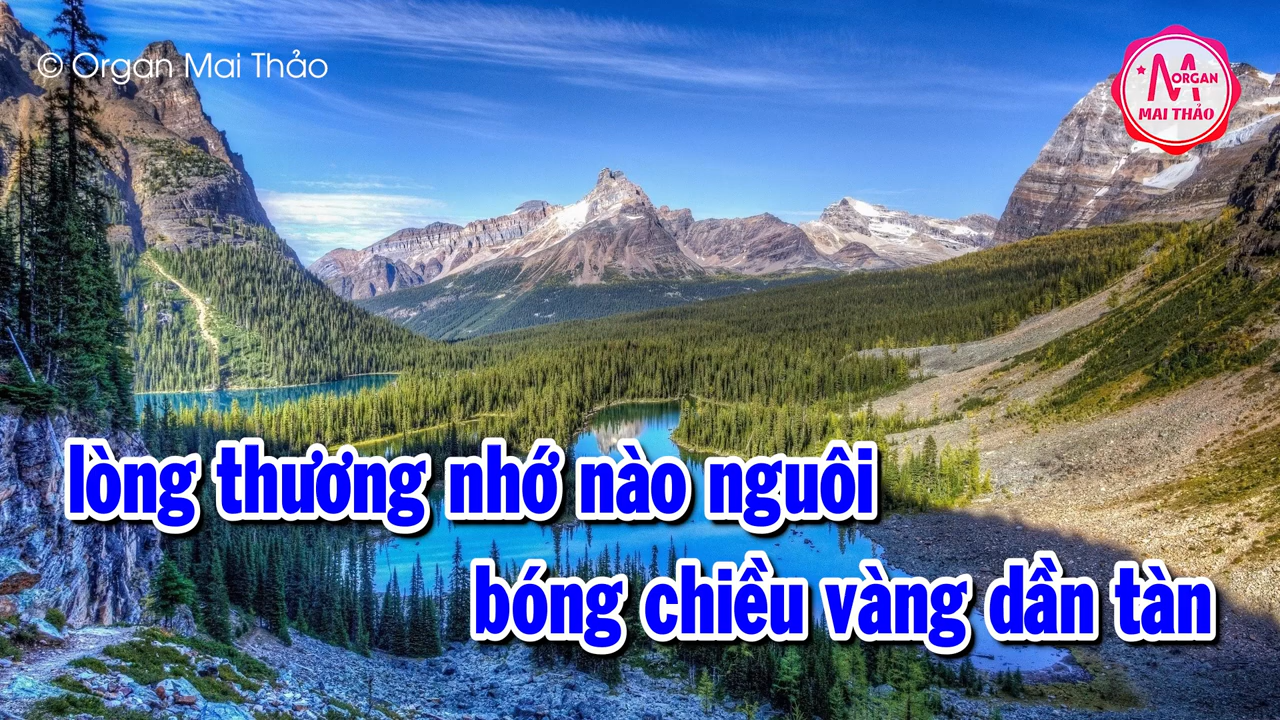 © Organ Mai Thảo
M ORGAN
MAI THẢO
lòng thương nhớ nào nguôi
bóng chiều vàng dần tàn